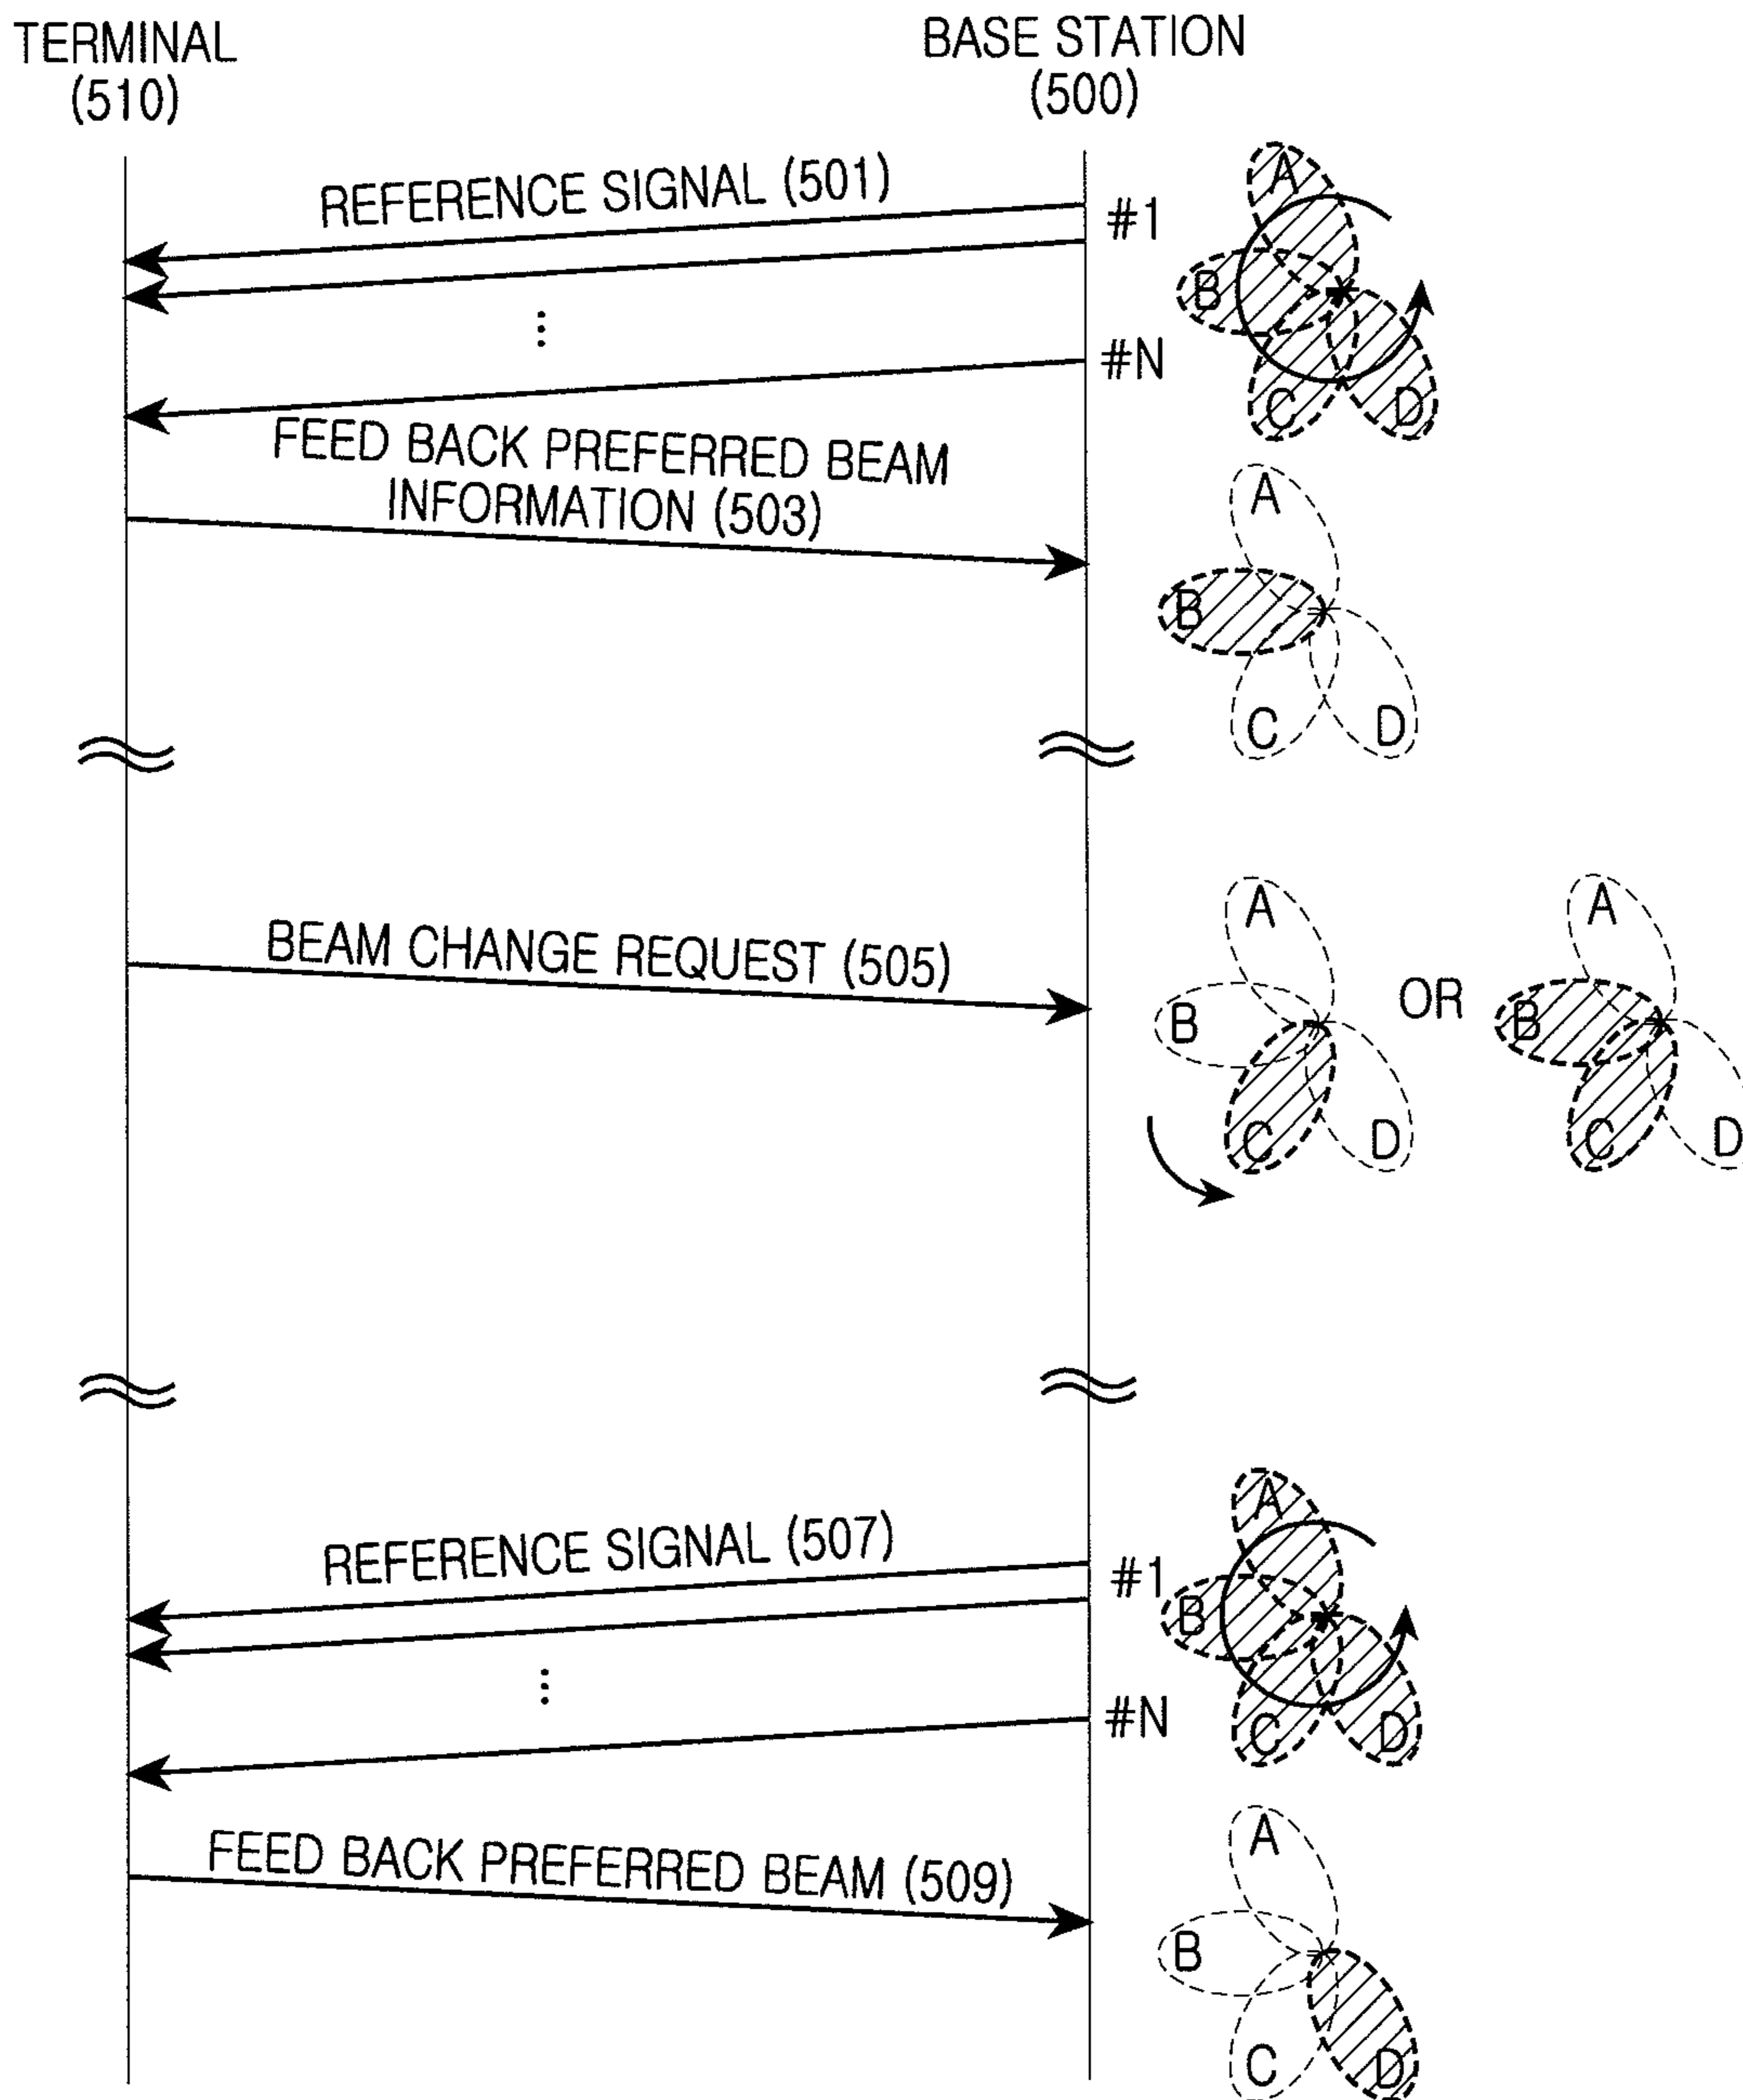 TERMINAL
(510)
BASE STATION
(500)
REFERENCE SIGNAL (501)
#1
#N
A
B
C
D
FEED BACK PREFERRED BEAM
INFORMATION (503)
A
B
C
D
BEAM CHANGE REQUEST (505)
A
B
C
D
OR
A
B
C
D
REFERENCE SIGNAL (507)
#1
#N
A
B
C
D
FEED BACK PREFERRED BEAM (509)
A
B
C
D